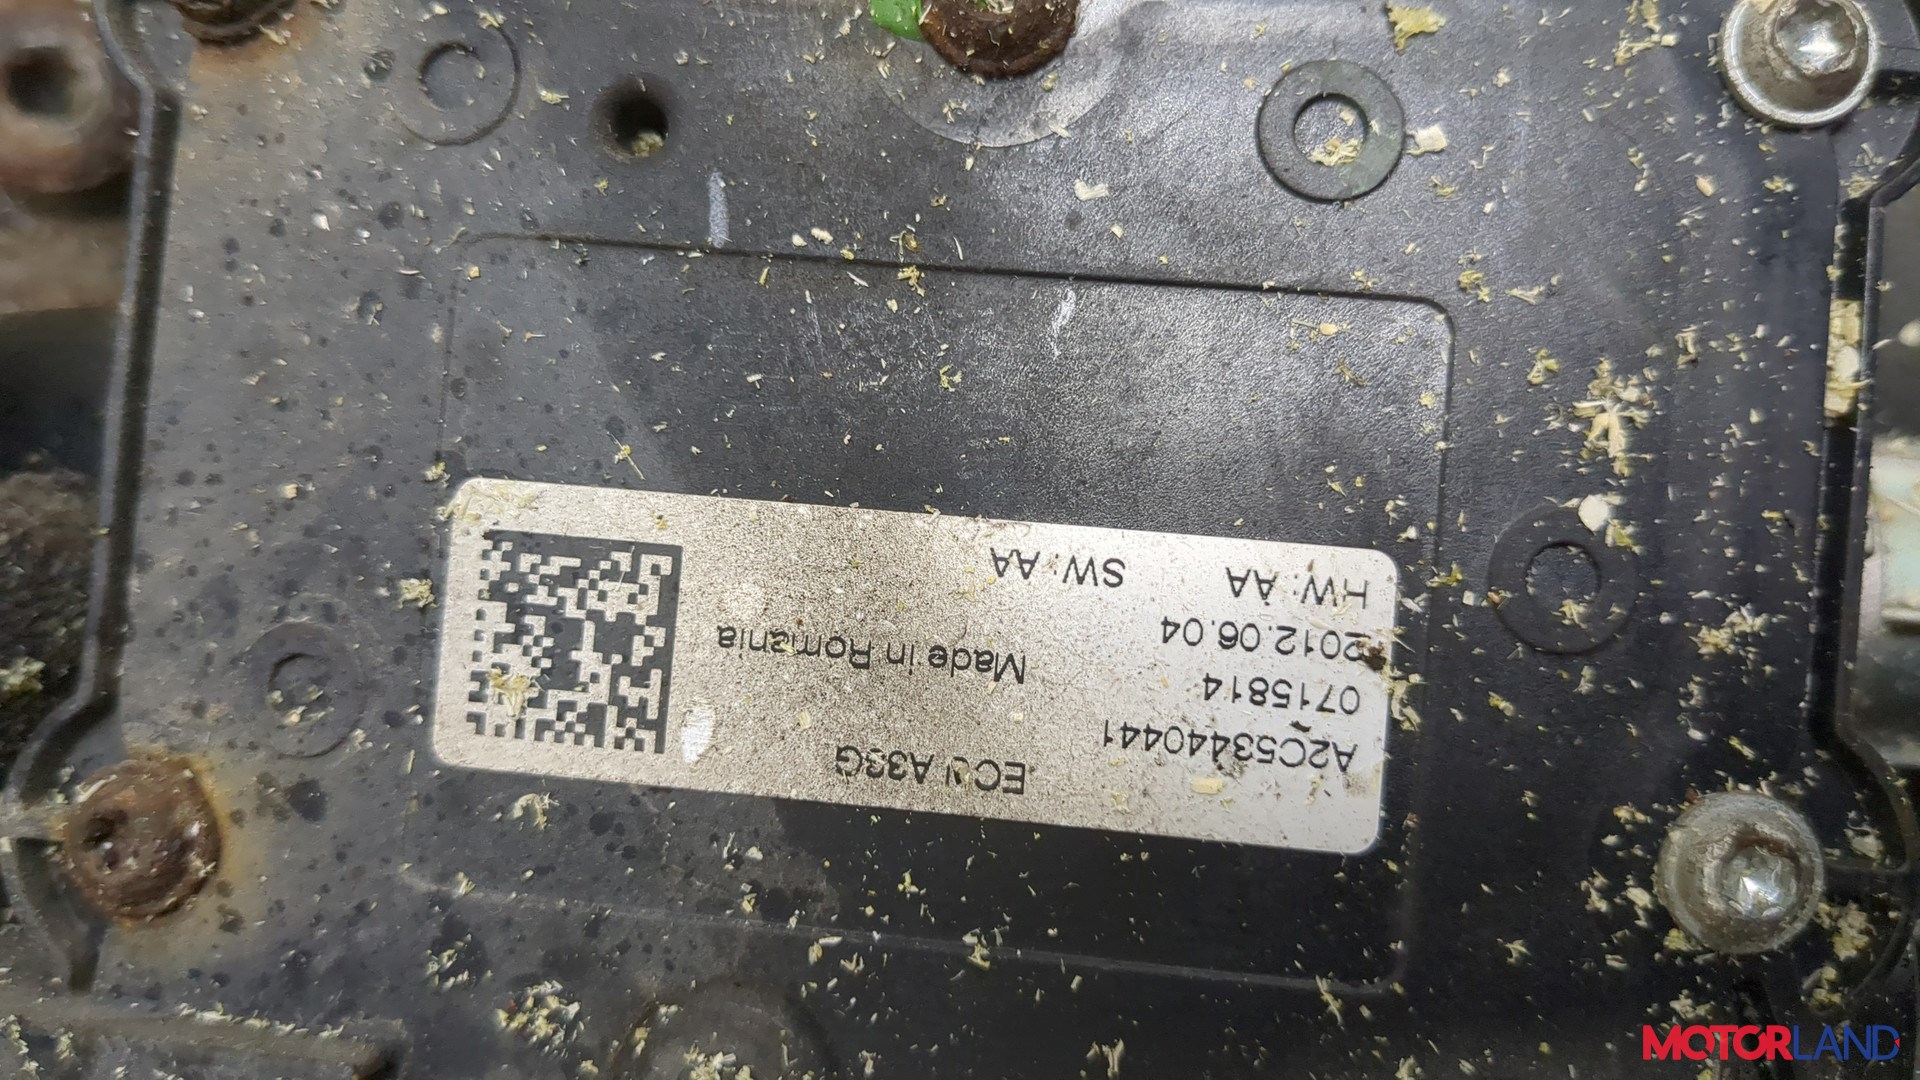 A2C53440441 ECU A33G
0715814
2012.06.04 Made in Romania
HW: AA SW: AA
MOTORLAND